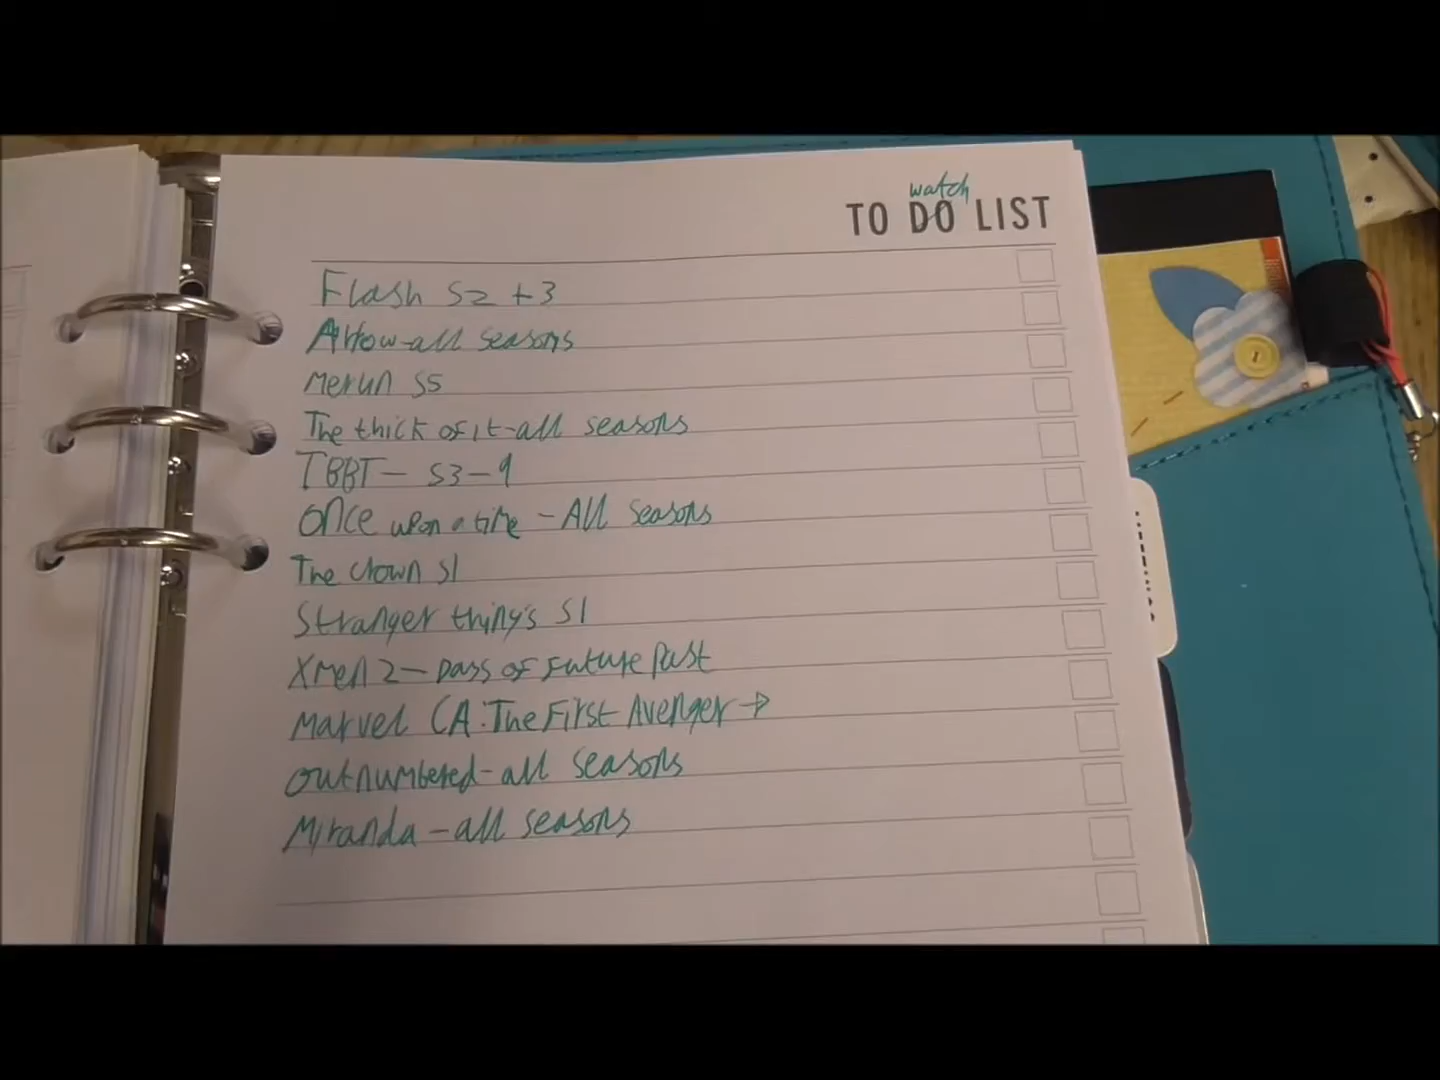 watch
TO DO LIST
Flash S2 + 3
Arrow - all seasons
Merlin S5
The thick of it - all seasons
TBBT - S3 - 9
Once upon a time - All seasons
The Crown S1
Stranger thing's S1
XMen 2 - Days of Future Past
Marvel CA: The First Avenger →
Outnumbered - all seasons
Miranda - all seasons